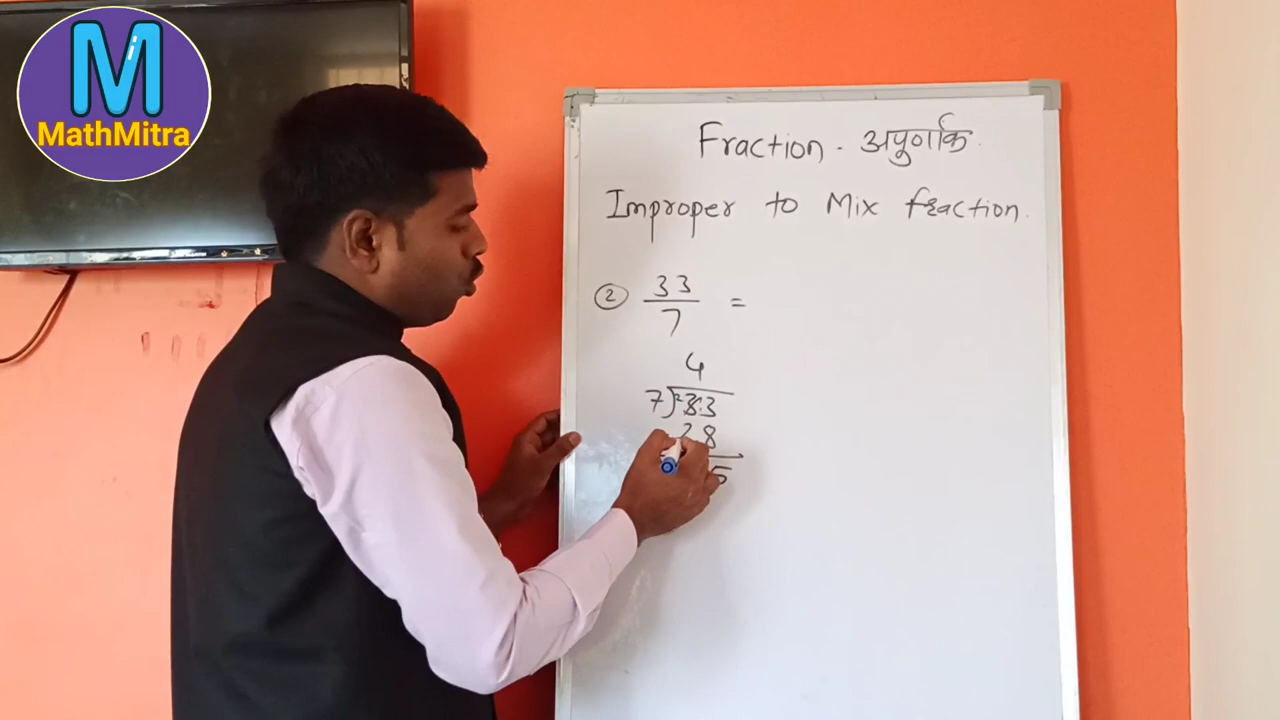 M
MathMitra
Fraction. अपुर्णाक.
Improper to Mix fraction.
② 33/7 =
4
7)33
28
5